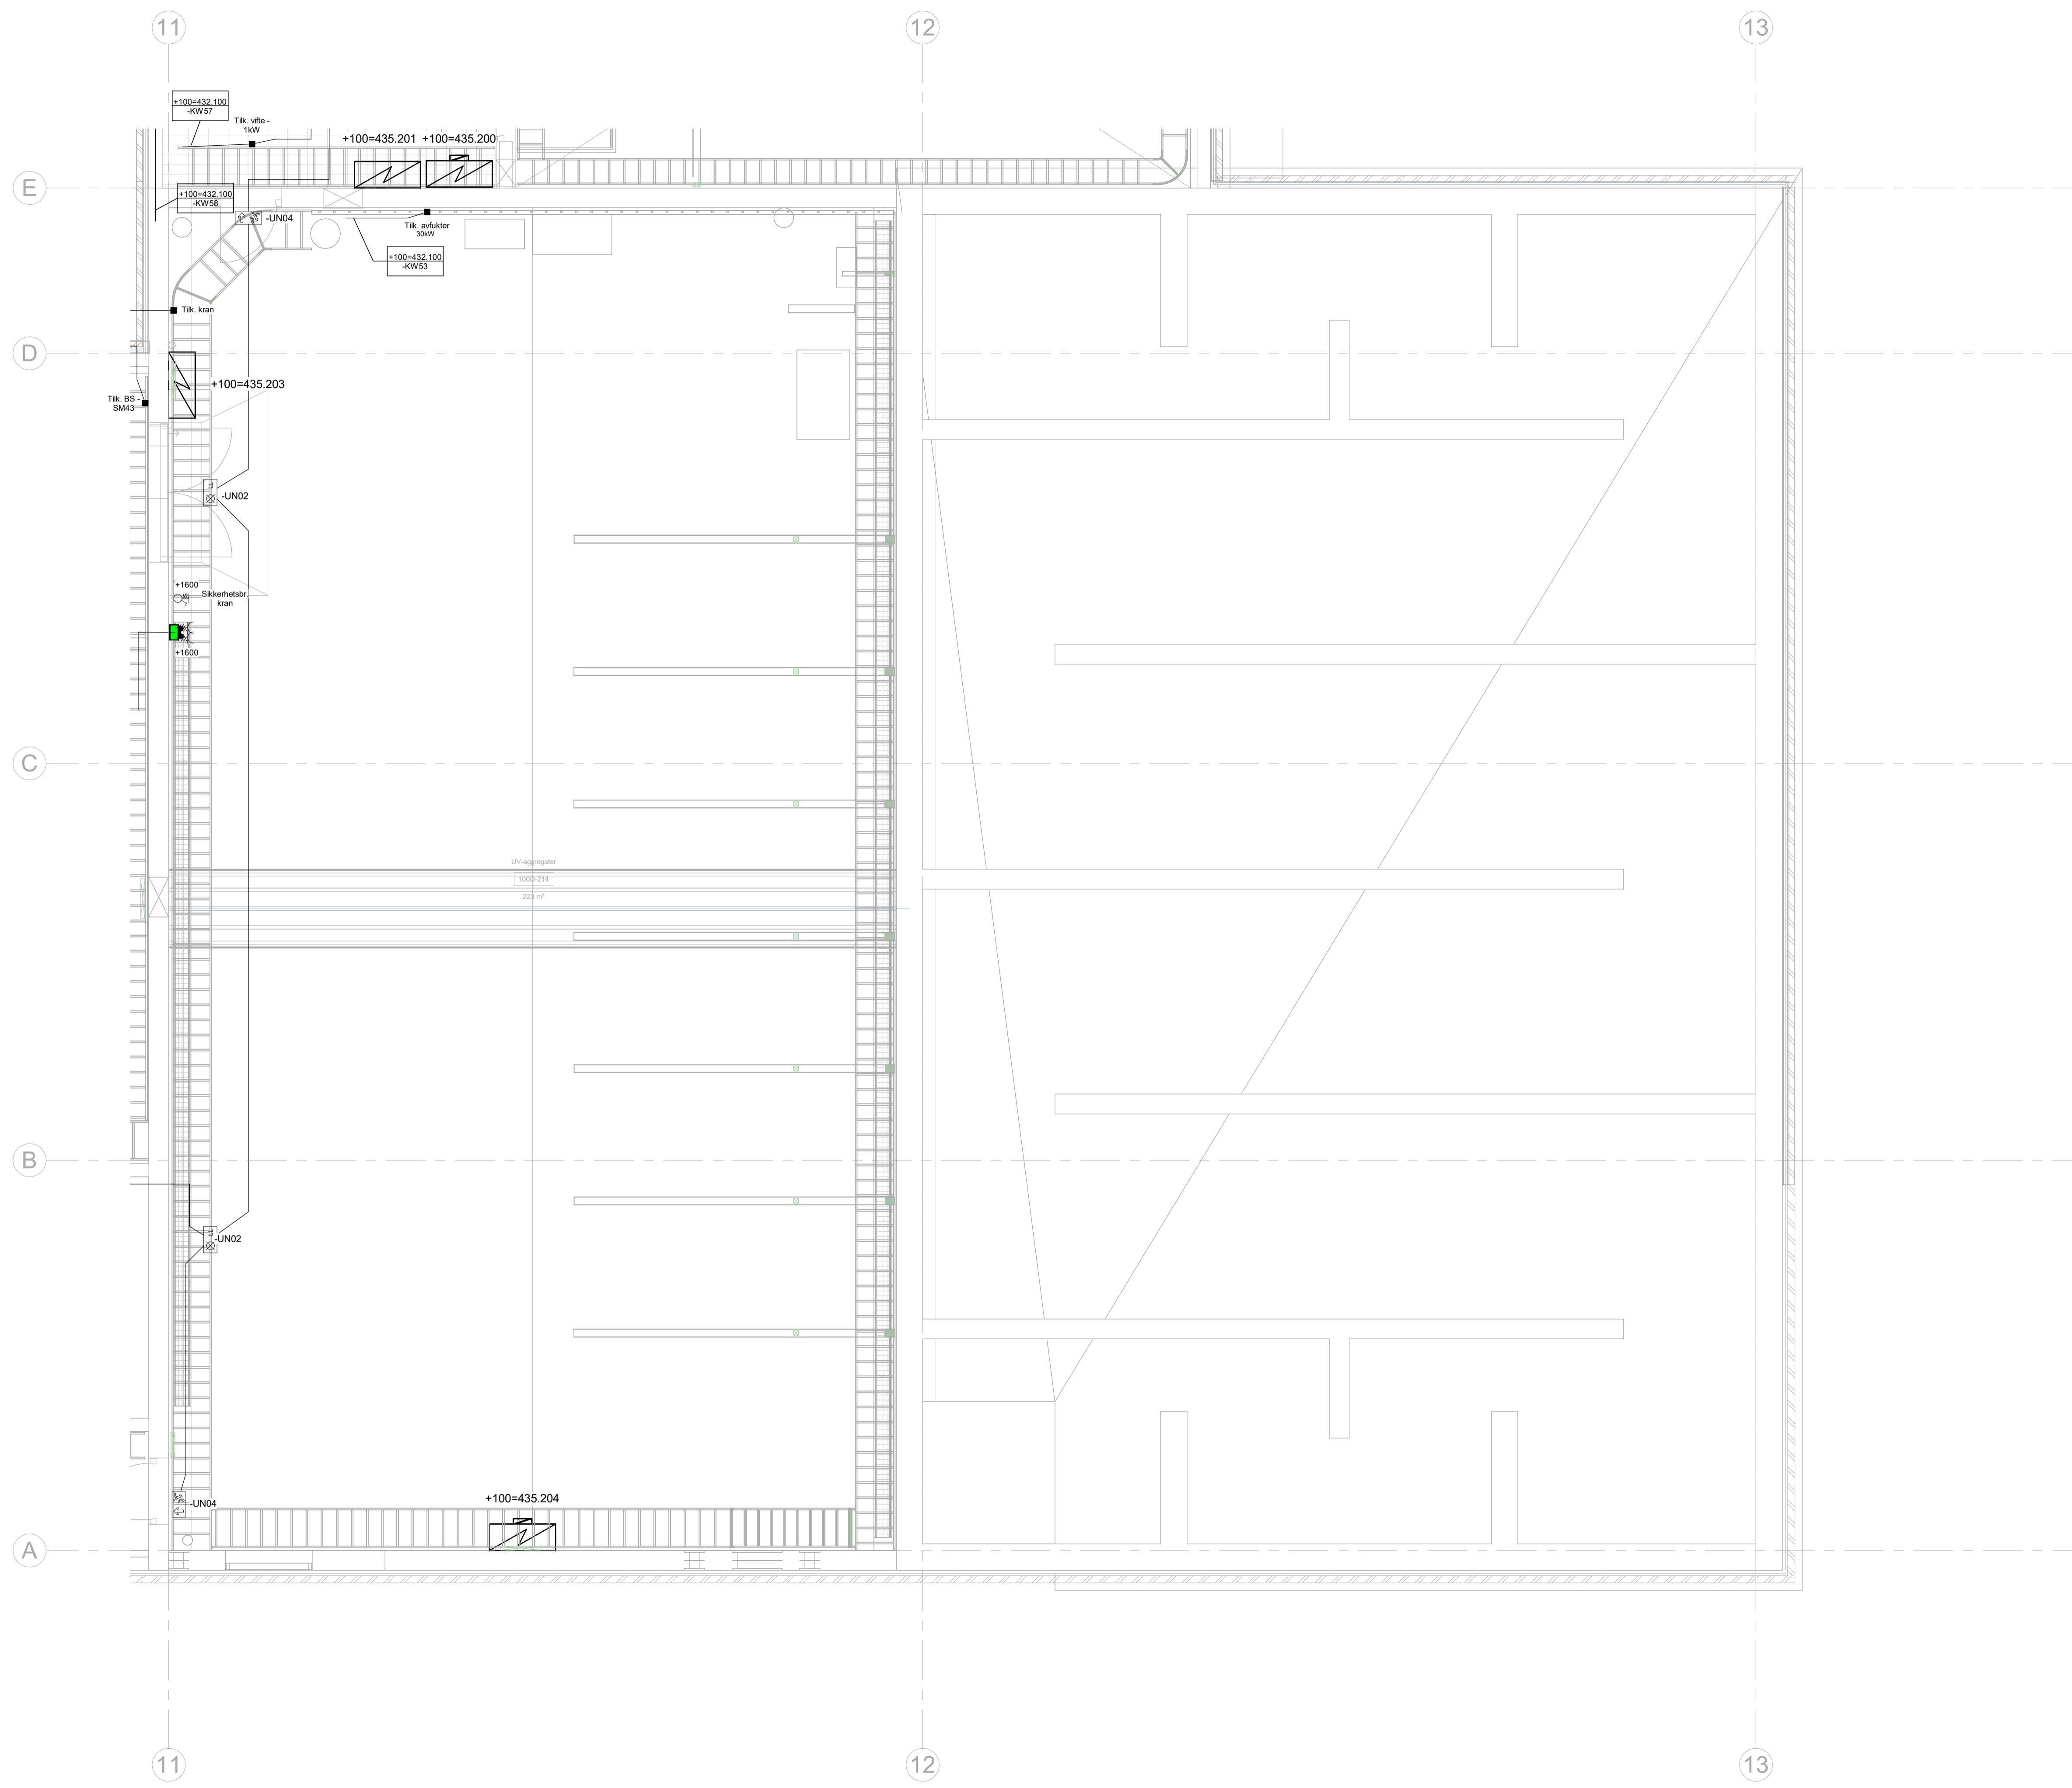 11
12
13
+100=432.100
-KW57
Tilk. vifte -
1kW
+100=435.201
+100=435.200
E
+100=432.100
-KW58
-UN04
Tilk. avfukter
30kW
+100=432.100
-KW53
Tilk. kran
D
+100=435.203
Tilk. BS -
SM43
-UN02
+1600
Sikkerhetsbr.
kran
+1600
C
UV-aggregater
100D-214
223 m²
B
-UN02
+100=435.204
-UN04
A
11
12
13